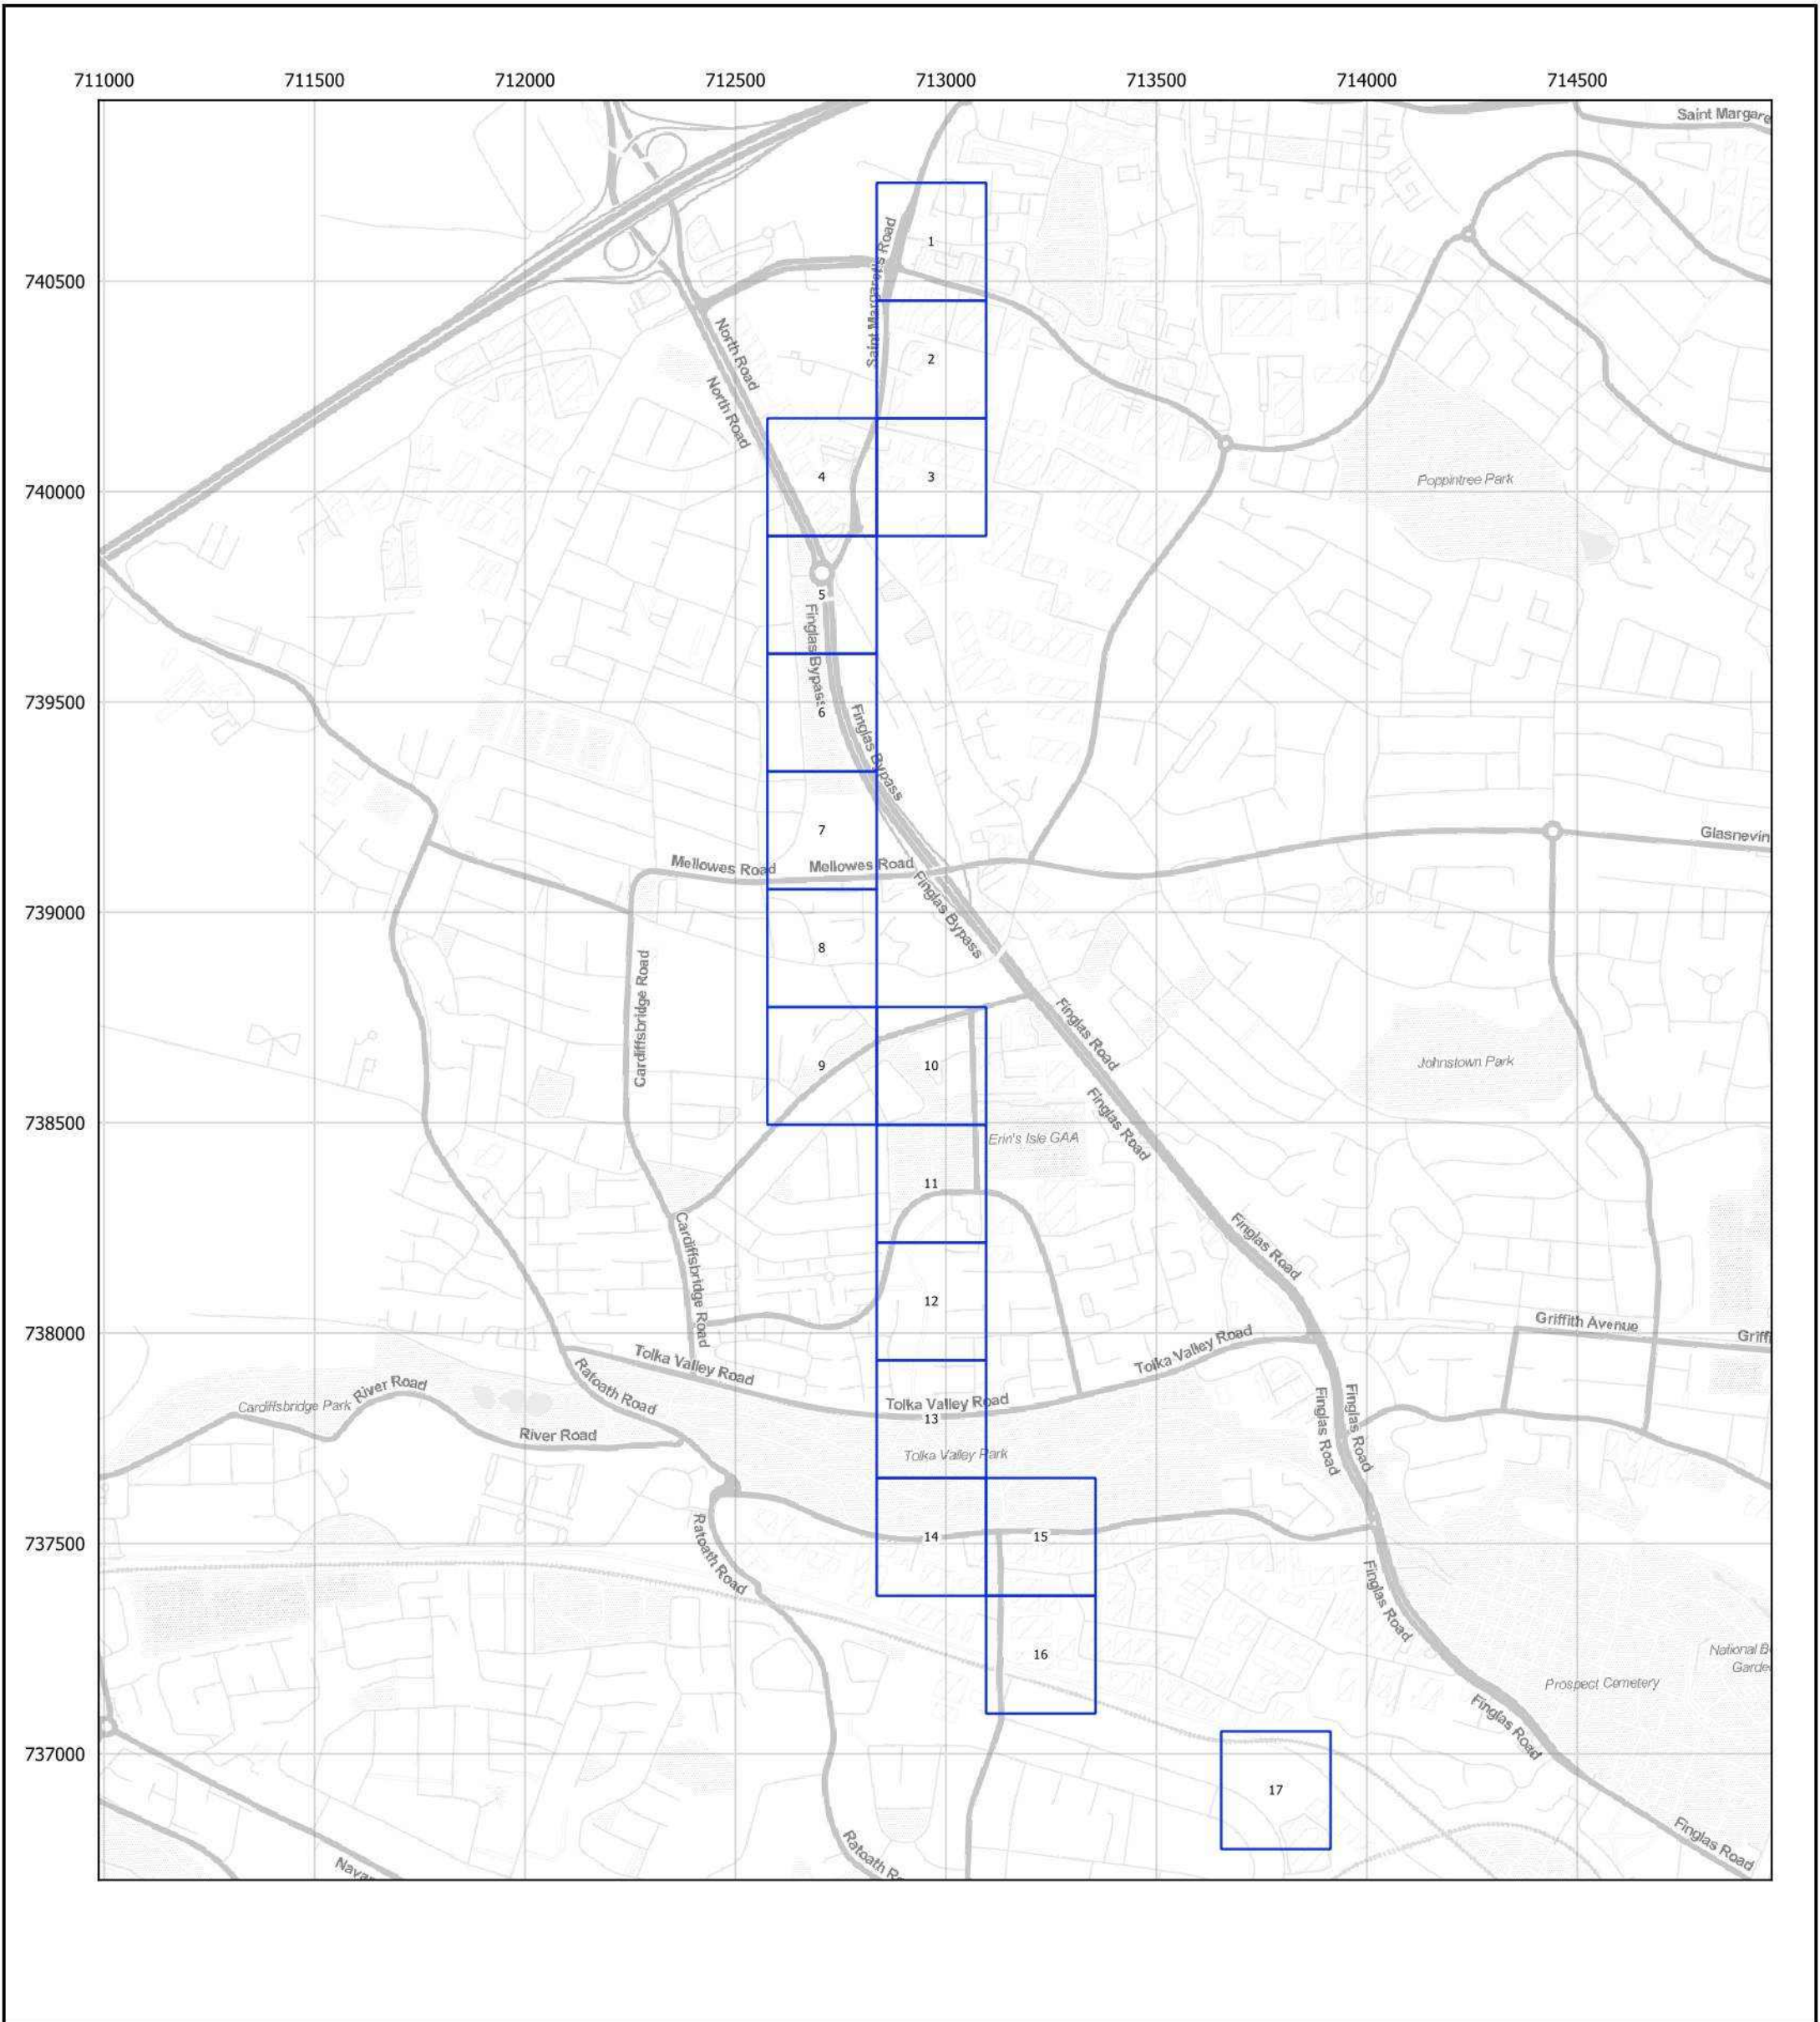 711000 711500 712000 712500 713000 713500 714000 714500
Saint Margare
Saint Margaret's Road
1
740500
North Road
2
North Road
4
3
Poppintree Park
740000
5
Finglas Bypass
739500
6
Finglas Bypass
7
Glasnevin
Mellowes Road
Mellowes Road
Finglas Bypass
739000
8
Cardiffsbridge Road
Finglas Road
9
10
Johnstown Park
738500
Finglas Road
Erin's Isle GAA
11
Cardiffsbridge Road
Finglas Road
12
Griffith Avenue
738000
Griffi
Tolka Valley Road
Tolka Valley Road
Ratoath Road
River Road
Cardiffsbridge Park
Tolka Valley Road
Finglas Road
Finglas Road
13
River Road
Tolka Valley Park
737500
Ratoath Road
14
15
Finglas Road
16
National B
Garde
Prospect Cemetery
Finglas Road
737000
17
Ratoath Ro
Finglas Road
Navan